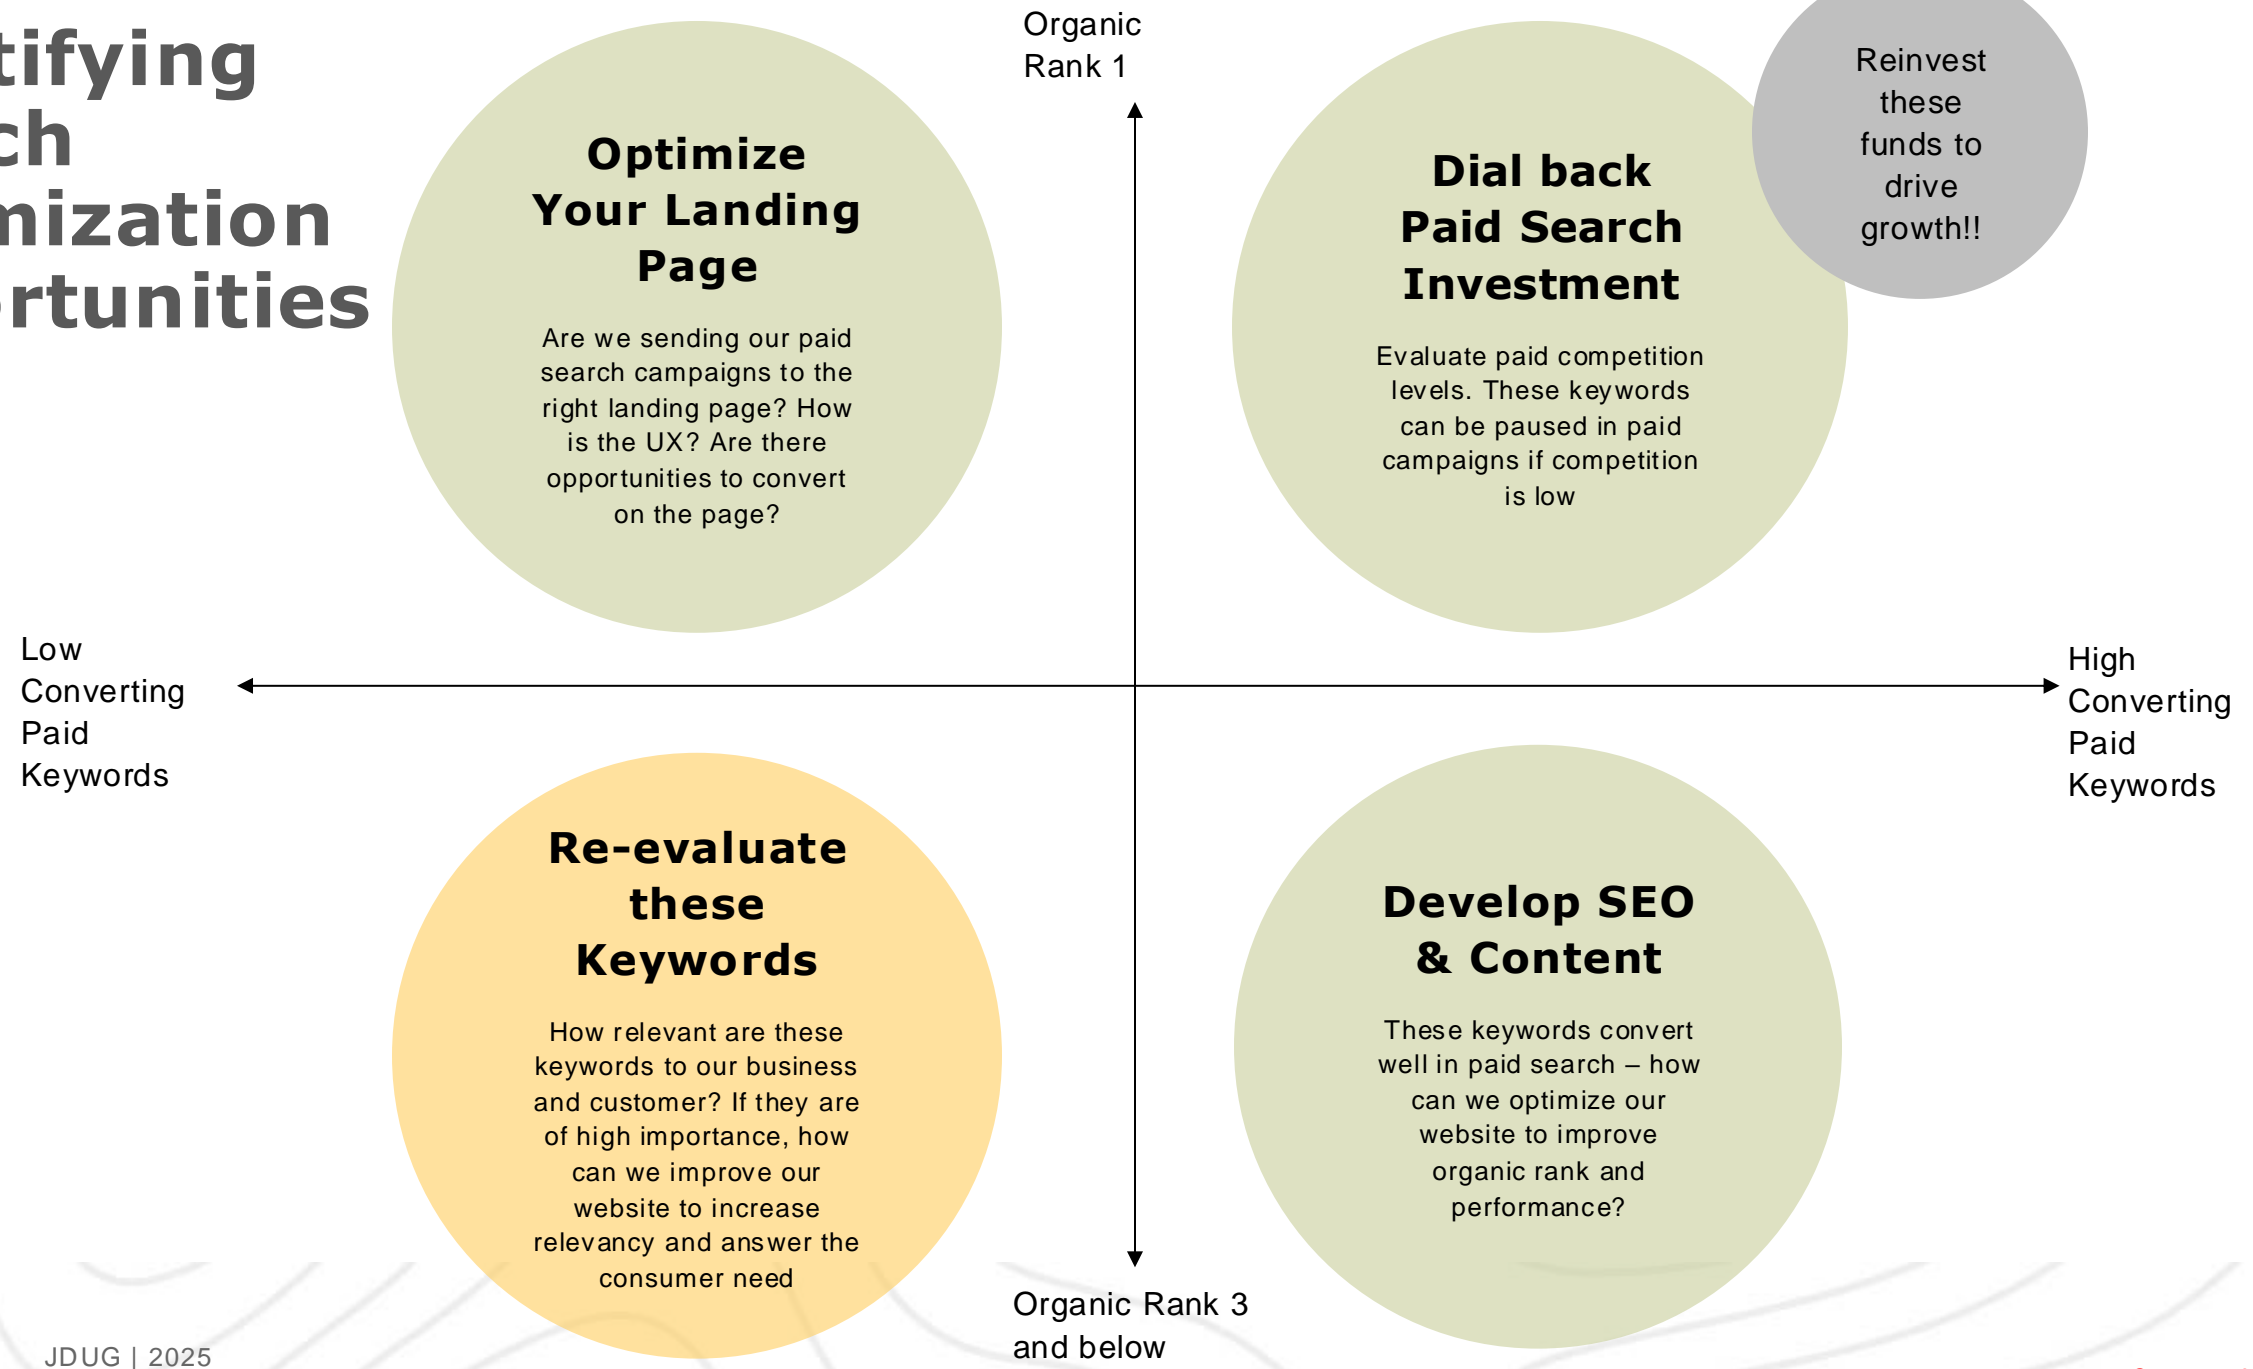 tifying
ch
mization
rtunities
Organic
Rank 1
Optimize
Your Landing
Page
Are we sending our paid
search campaigns to the
right landing page? How
is the UX? Are there
opportunities to convert
on the page?
Dial back
Paid Search
Investment
Evaluate paid competition
levels. These keywords
can be paused in paid
campaigns if competition
is low
Reinvest
these
funds to
drive
growth!!
Low
Converting
Paid
Keywords
High
Converting
Paid
Keywords
Re-evaluate
these
Keywords
How relevant are these
keywords to our business
and customer? If they are
of high importance, how
can we improve our
website to increase
relevancy and answer the
consumer need
Develop SEO
& Content
These keywords convert
well in paid search – how
can we optimize our
website to improve
organic rank and
performance?
Organic Rank 3
and below
JDUG | 2025